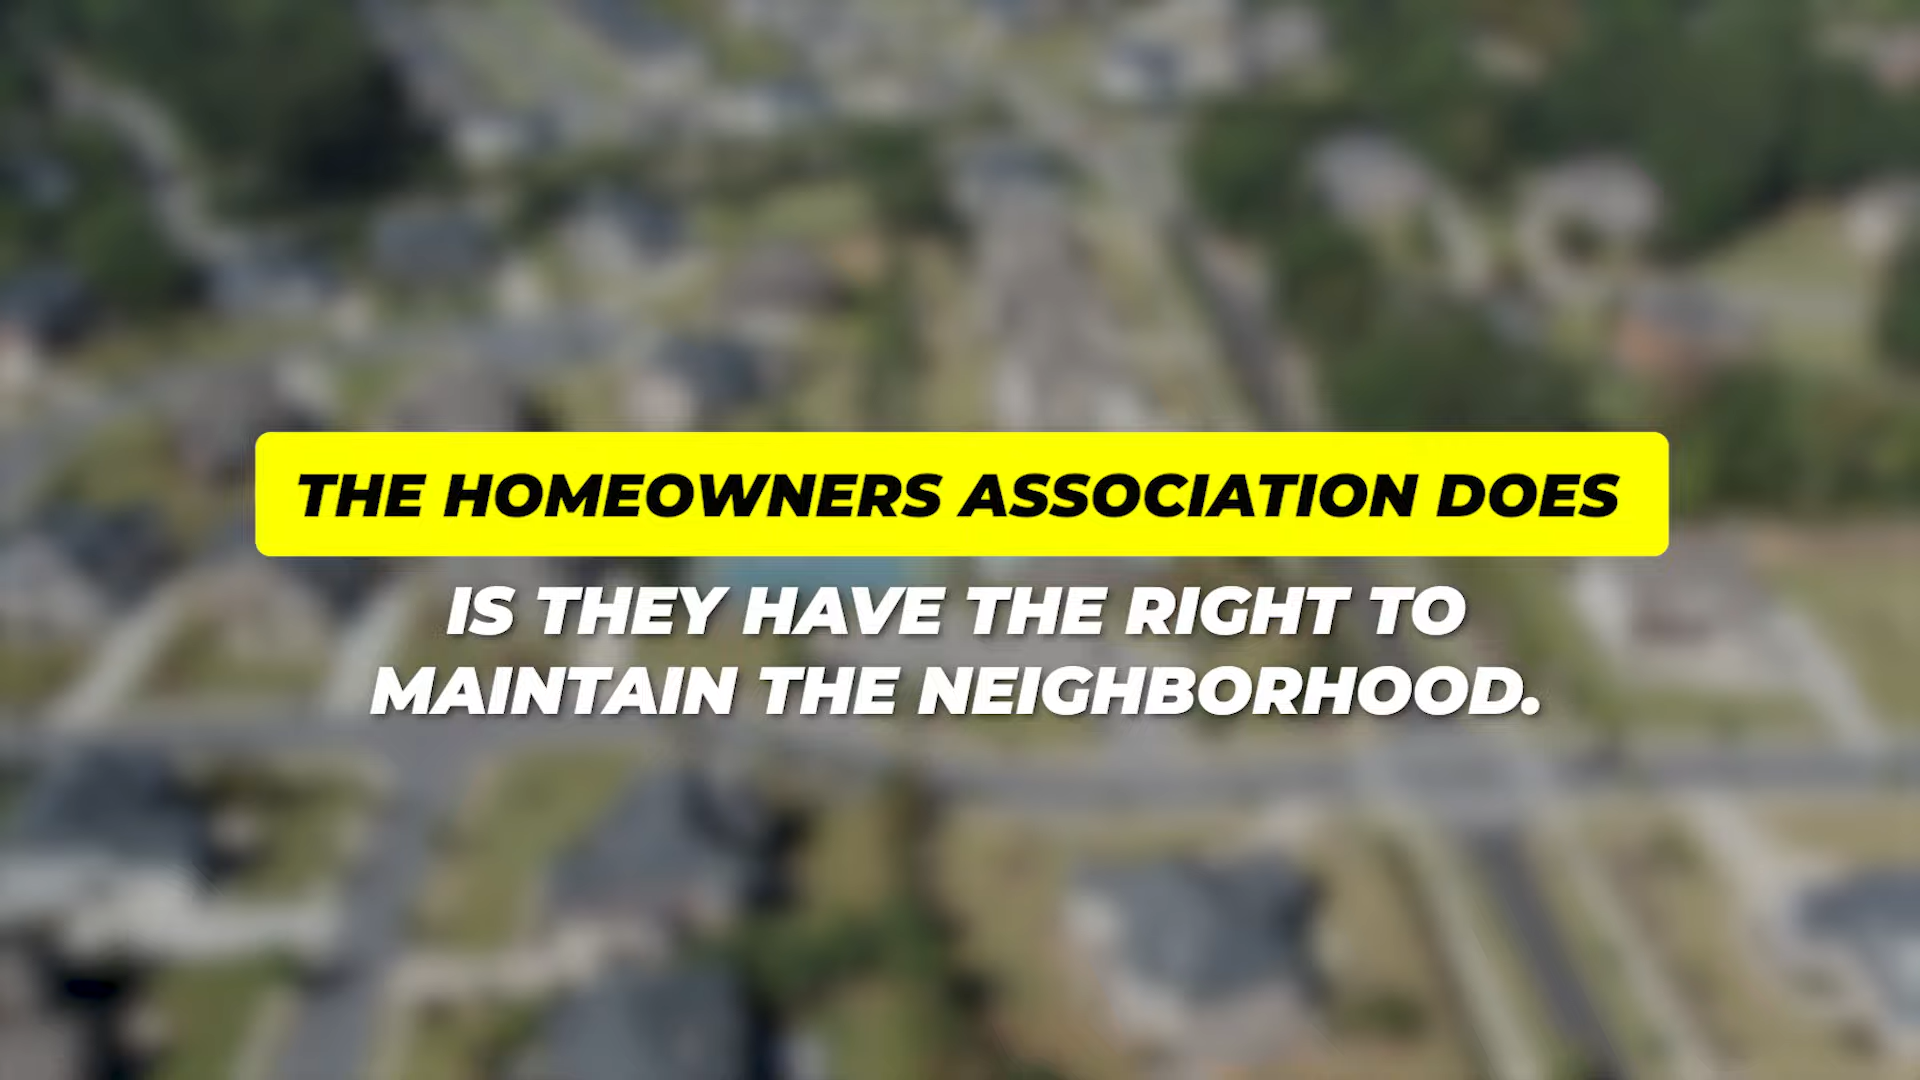 THE HOMEOWNERS ASSOCIATION DOES
IS THEY HAVE THE RIGHT TO
MAINTAIN THE NEIGHBORHOOD.